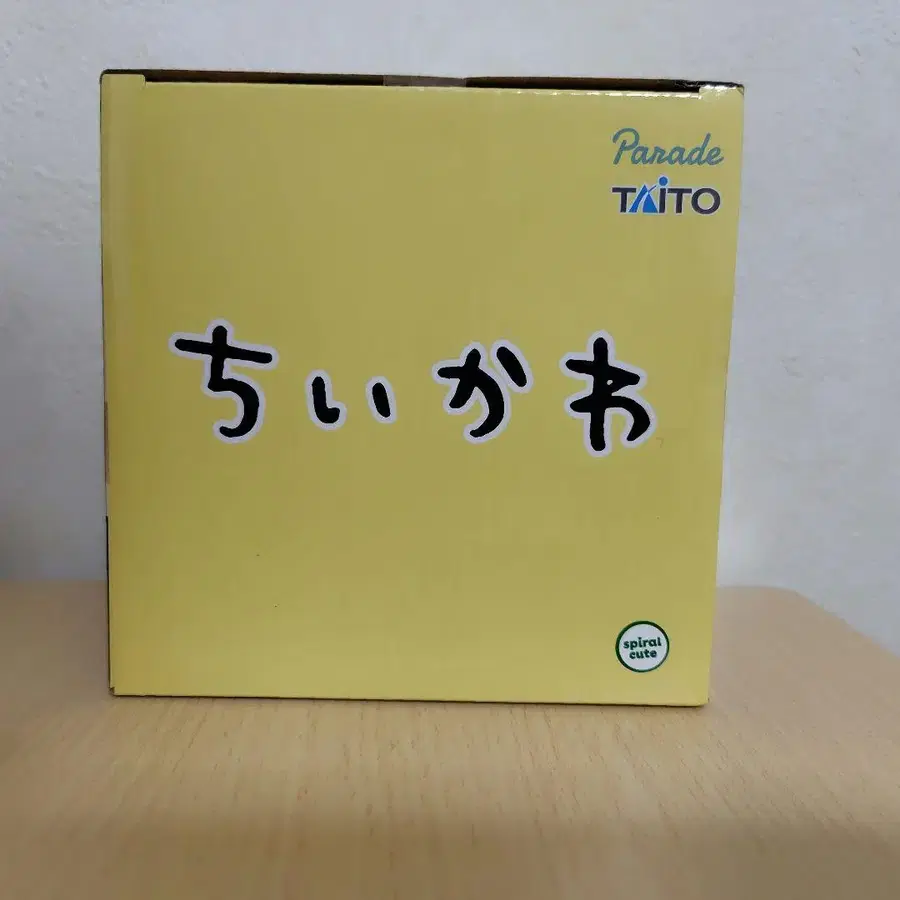 Parade
TAiTO
ちいかわ
spiral
cute